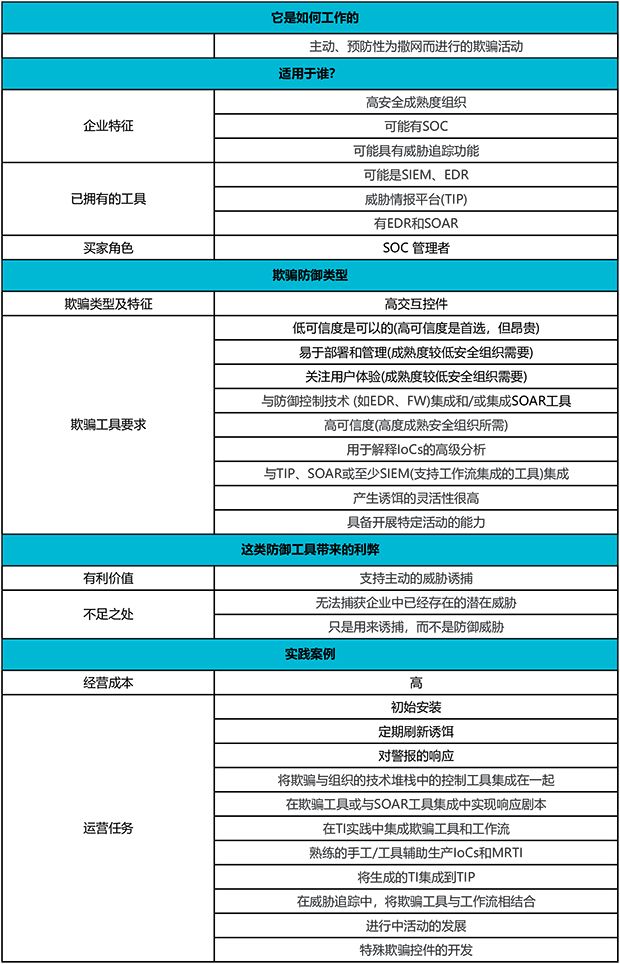 它是如何工作的
主动、预防性为撒网而进行的欺骗活动
适用于谁?
企业特征
高安全成熟度组织
可能有SOC
可能具有威胁追踪功能
已拥有的工具
可能是SIEM、EDR
威胁情报平台(TIP)
有EDR和SOAR
买家角色
SOC 管理者
欺骗防御类型
欺骗类型及特征
高交互控件
欺骗工具要求
低可信度是可以的(高可信度是首选，但昂贵)
易于部署和管理(成熟度较低安全组织需要)
关注用户体验(成熟度较低安全组织需要)
与防御控制技术 (如EDR、FW)集成和/或集成SOAR工具
高可信度(高度成熟安全组织所需)
用于解释IoCs的高级分析
与TIP、SOAR或至少SIEM(支持工作流集成的工具)集成
产生诱饵的灵活性很高
具备开展特定活动的能力
这类防御工具带来的利弊
有利价值
支持主动的威胁诱捕
不足之处
无法捕获企业中已经存在的潜在威胁
只是用来诱捕，而不是防御威胁
实践案例
经营成本
高
运营任务
初始安装
定期刷新诱饵
对警报的响应
将欺骗与组织的技术堆栈中的控制工具集成在一起
在欺骗工具或与SOAR工具集成中实现响应剧本
在TI实践中集成欺骗工具和工作流
熟练的手工/工具辅助生产IoCs和MRTI
将生成的TI集成到TIP
在威胁追踪中，将欺骗工具与工作流相结合
进行中活动的发展
特殊欺骗控件的开发